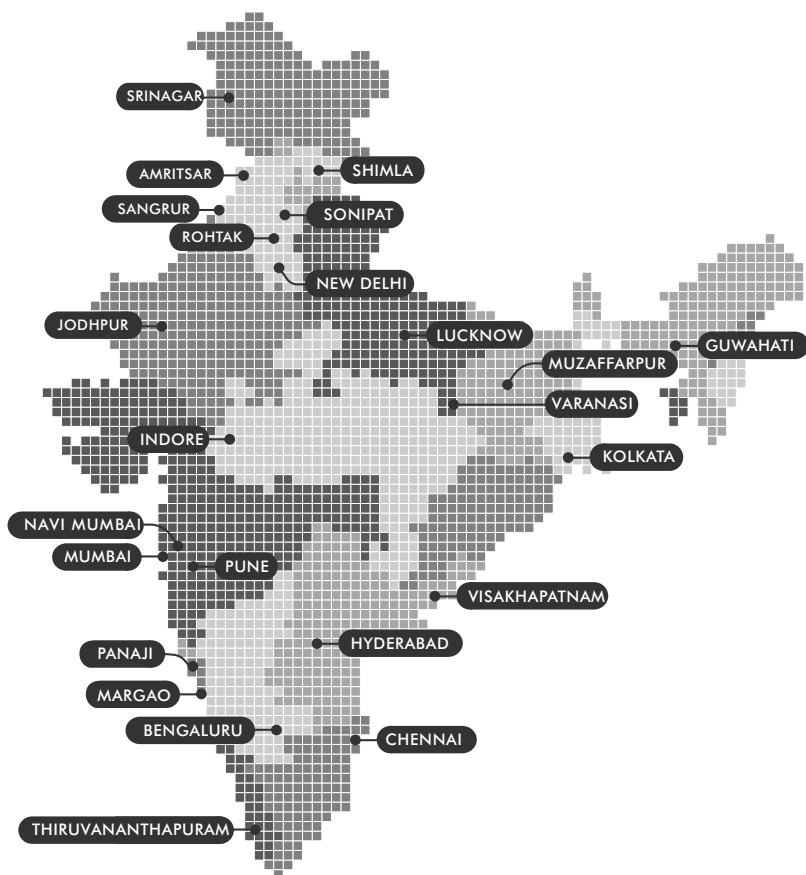 SRINAGAR
SHIMLA
AMRITSAR
SANGRUR
SONIPAT
ROHTAK
NEW DELHI
JODHPUR
LUCKNOW
GUWAHATI
MUZAFFARPUR
VARANASI
INDORE
KOLKATA
NAVI MUMBAI
MUMBAI
PUNE
VISAKHAPATNAM
HYDERABAD
PANAJI
MARGAO
BENGALURU
CHENNAI
THIRUVANANTHAPURAM